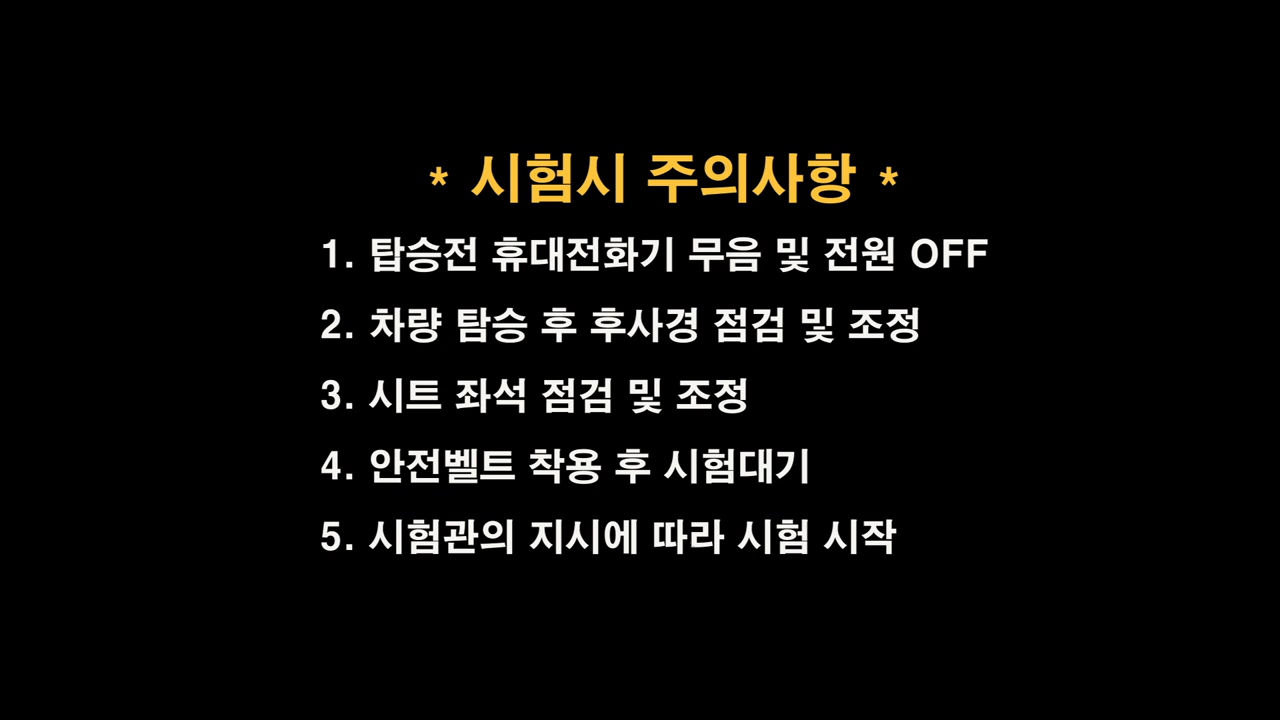 * 시험시 주의사항 *
1. 탑승전 휴대전화기 무음 및 전원 OFF
2. 차량 탐승 후 후사경 점검 및 조정
3. 시트 좌석 점검 및 조정
4. 안전벨트 착용 후 시험대기
5. 시험관의 지시에 따라 시험 시작